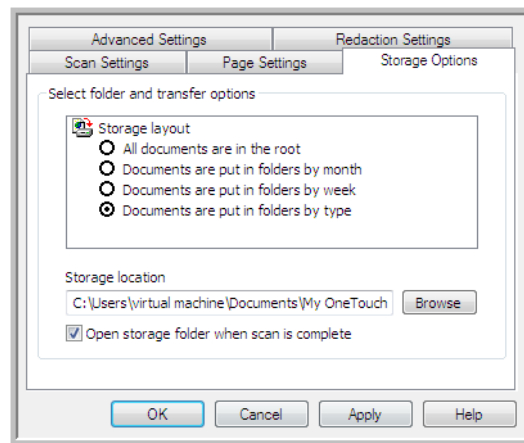 Advanced Settings
Redaction Settings
Scan Settings
Page Settings
Storage Options
Select folder and transfer options
Storage layout
All documents are in the root
Documents are put in folders by month
Documents are put in folders by week
Documents are put in folders by type
Storage location
C:\Users\virtual machine\Documents\My OneTouch
Browse
Open storage folder when scan is complete
OK
Cancel
Apply
Help